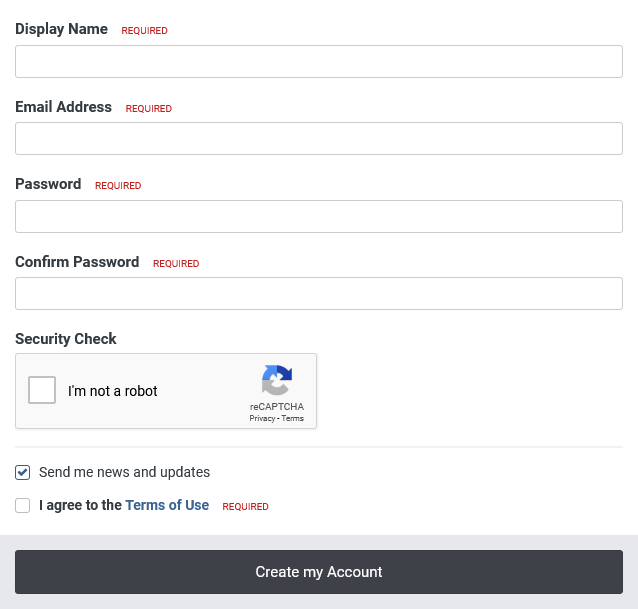 Display Name REQUIRED
Email Address REQUIRED
Password REQUIRED
Confirm Password REQUIRED
Security Check
I'm not a robot
reCAPTCHA
Privacy - Terms
Send me news and updates
I agree to the Terms of Use REQUIRED
Create my Account